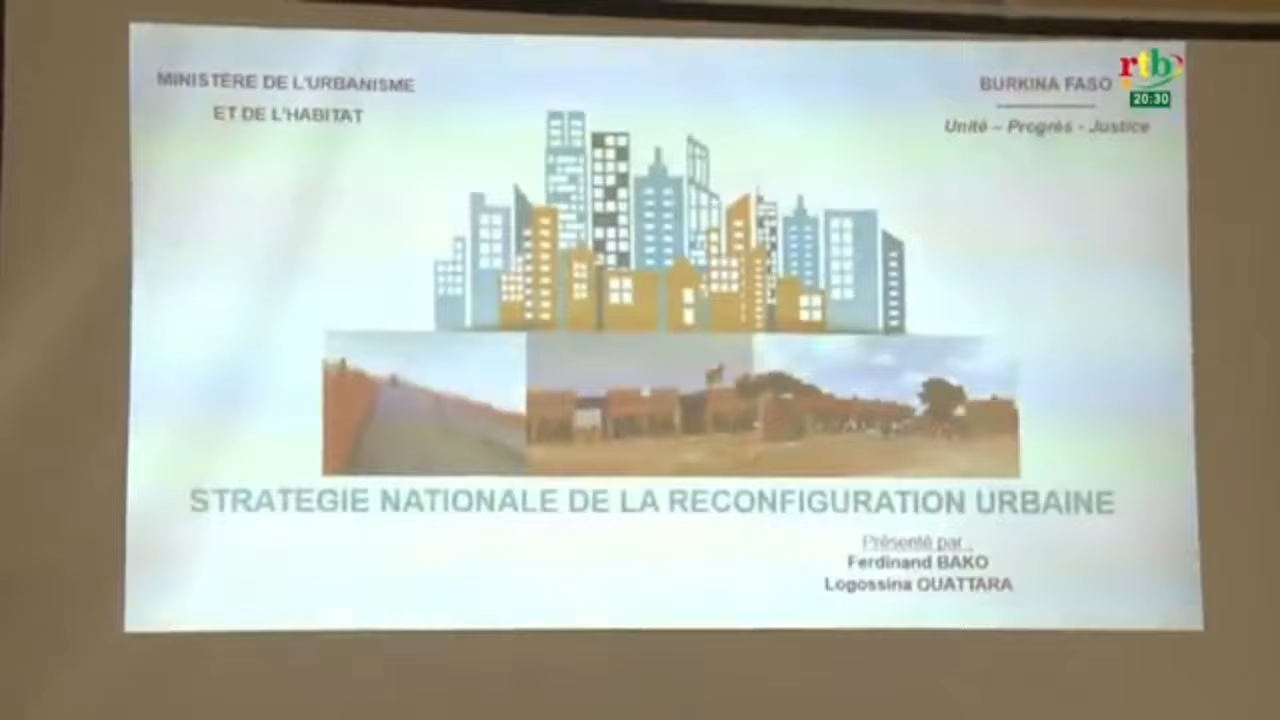 MINISTERE DE L'URBANISME
ET DE L'HABITAT
BURKINA FASO
Unité – Progrès - Justice
rtb
20:30
STRATEGIE NATIONALE DE LA RECONFIGURATION URBAINE
Présenté par :
Ferdinand BAKO
Logossina OUATTARA